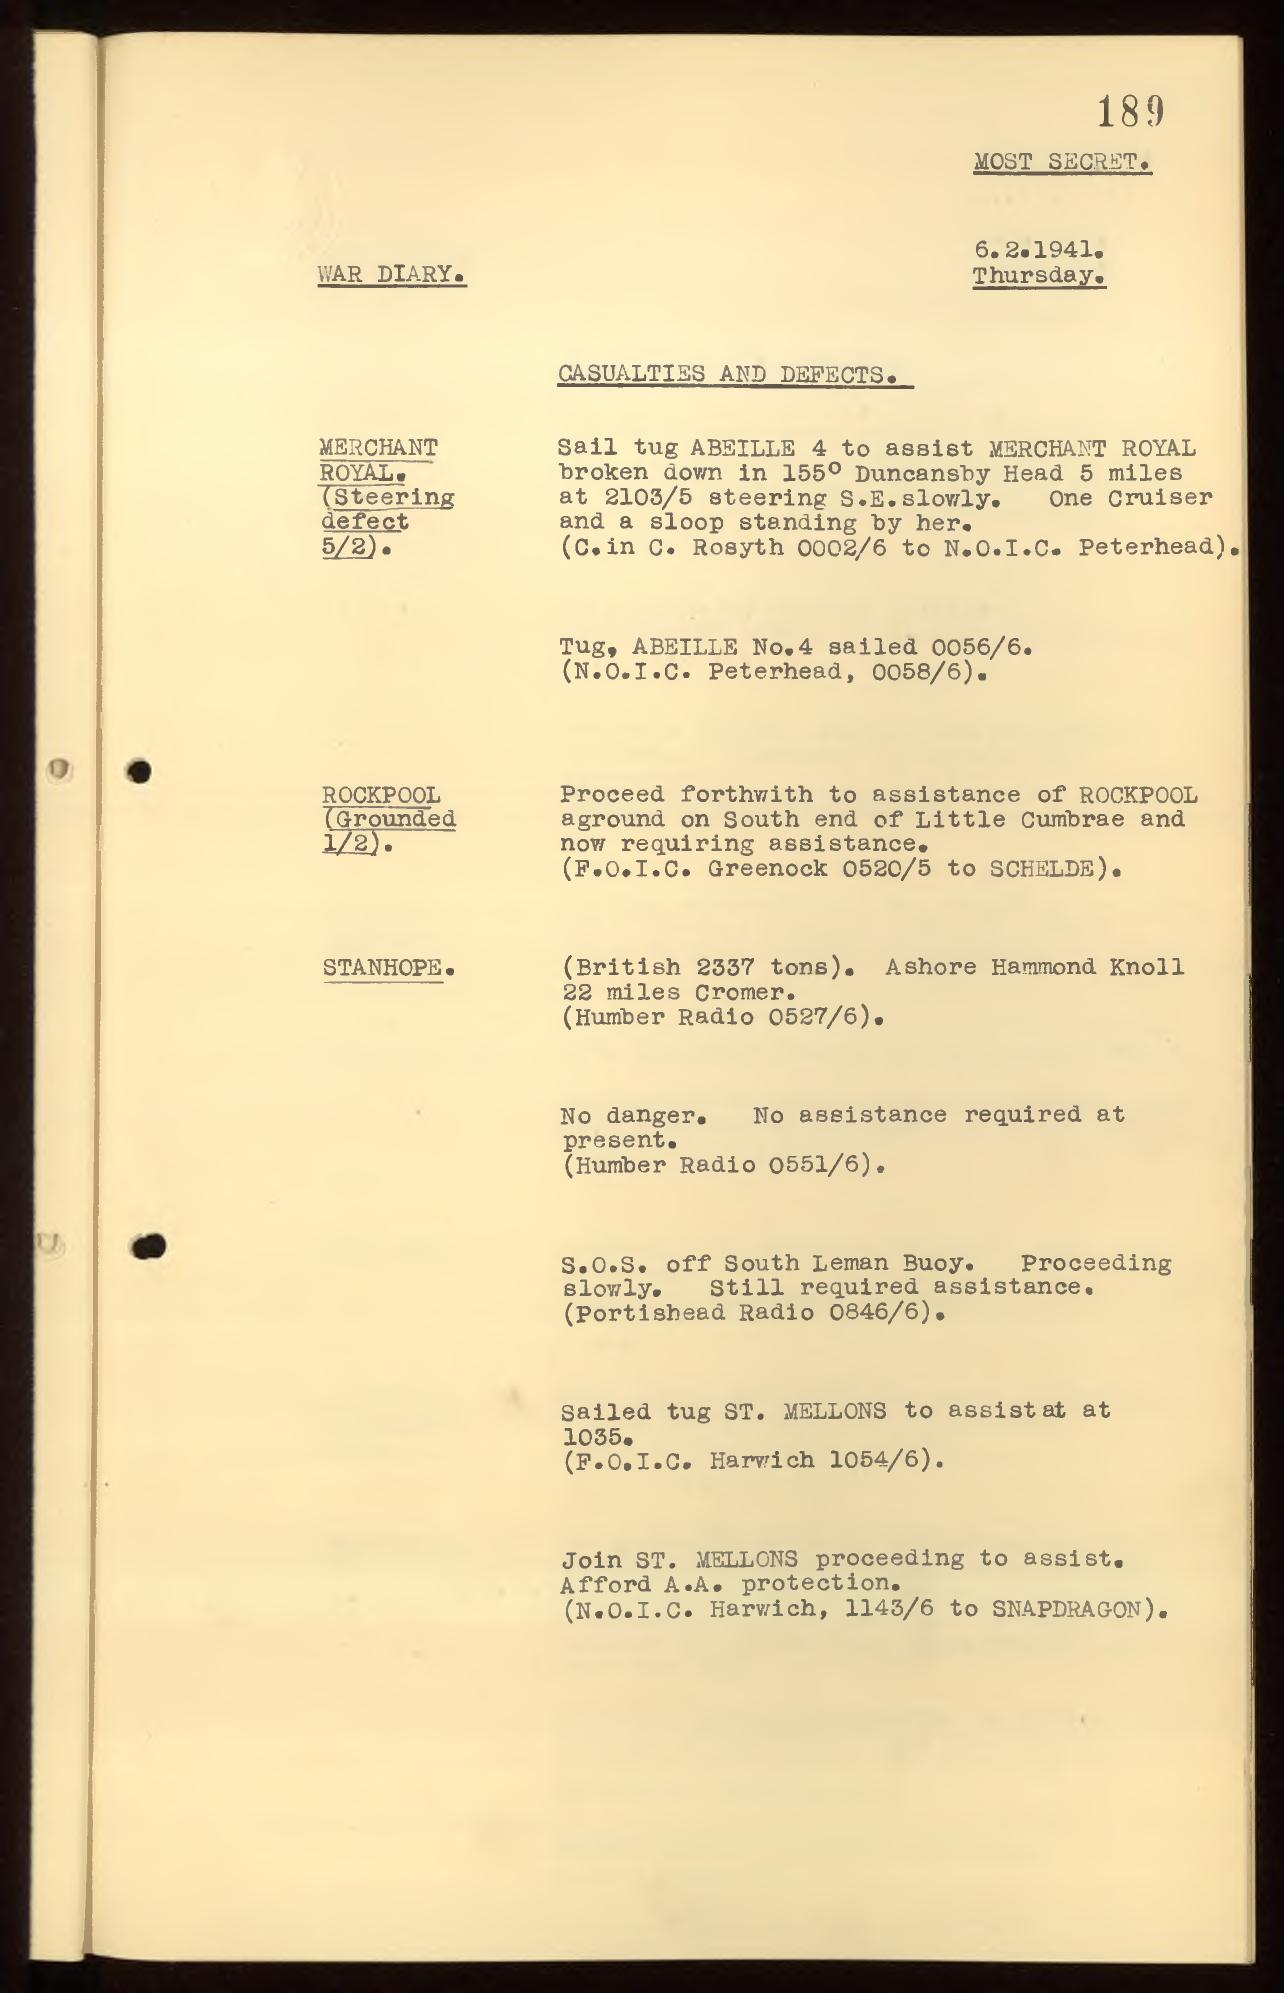 189
MOST SECRET.
6.2.1941.
WAR DIARY.
Thursday.
CASUALTIES AND DEFECTS.
MERCHANT
ROYAL.
(Steering
defect
5/2).
Sail tug ABEILLE 4 to assist MERCHANT ROYAL
broken down in 155° Duncansby Head 5 miles
at 2103/5 steering S.E.slowly. One Cruiser
and a sloop standing by her.
(C.in C. Rosyth 0002/6 to N.O.I.C. Peterhead).
Tug, ABEILLE No.4 sailed 0056/6.
(N.O.I.C. Peterhead, 0058/6).
ROCKPOOL
(Grounded
1/2).
Proceed forthwith to assistance of ROCKPOOL
aground on South end of Little Cumbrae and
now requiring assistance.
(F.O.I.C. Greenock 0520/5 to SCHELDE).
STANHOPE.
(British 2337 tons). Ashore Hammond Knoll
22 miles Cromer.
(Humber Radio 0527/6).
No danger. No assistance required at
present.
(Humber Radio 0551/6).
S.O.S. off South Leman Buoy. Proceeding
slowly. Still required assistance.
(Portishead Radio 0846/6).
Sailed tug ST. MELLONS to assist at at
1035.
(F.O.I.C. Harwich 1054/6).
Join ST. MELLONS proceeding to assist.
Afford A.A. protection.
(N.O.I.C. Harwich, 1143/6 to SNAPDRAGON).